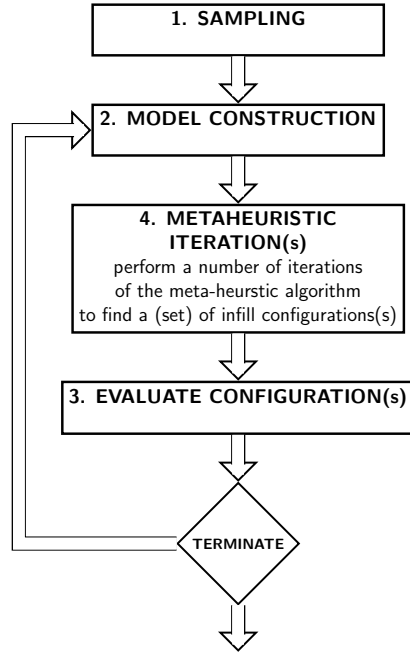 1. SAMPLING
2. MODEL CONSTRUCTION
4. METAHEURISTIC
ITERATION(s)
perform a number of iterations
of the meta-heurstic algorithm
to find a (set) of infill configurations(s)
3. EVALUATE CONFIGURATION(s)
TERMINATE